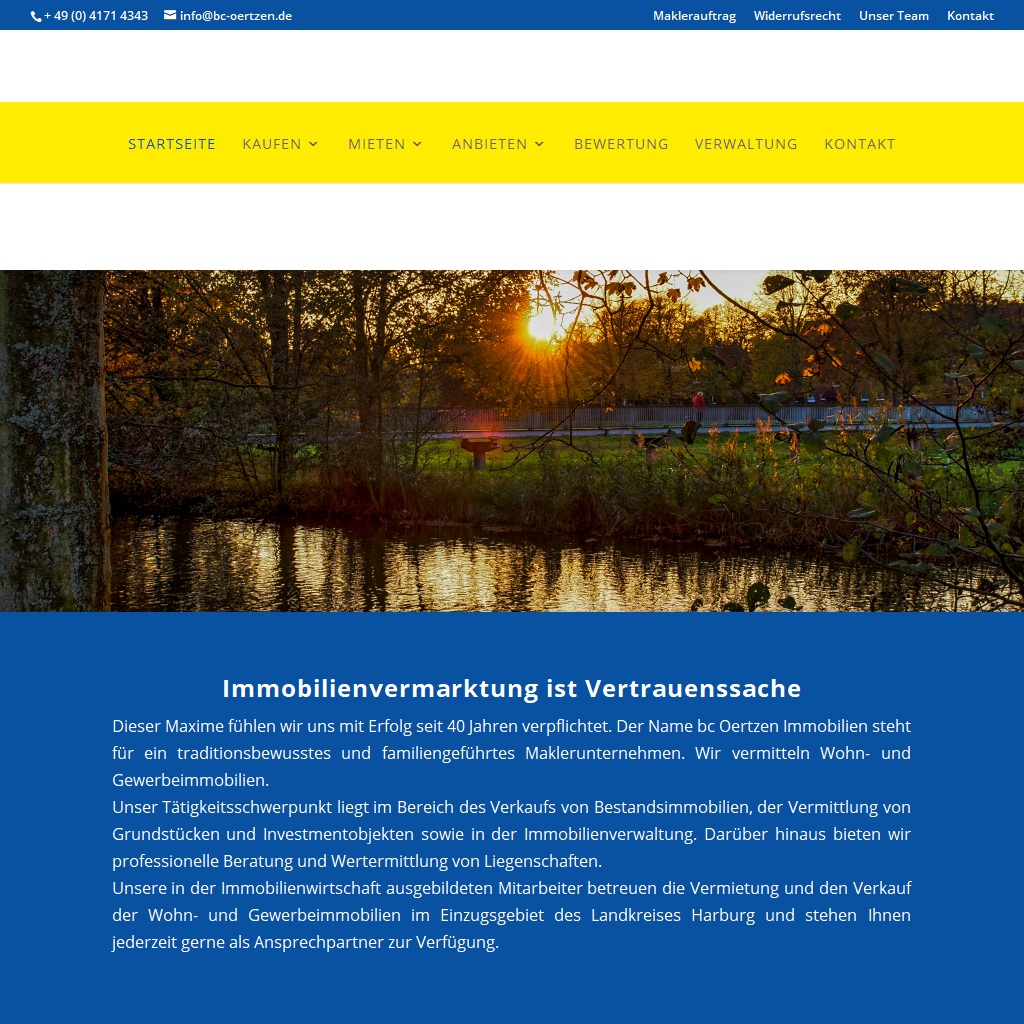 + 49 (0) 4171 4343 info@bc-oertzen.de Maklerauftrag Widerrufsrecht Unser Team Kontakt
STARTSEITE KAUFEN MIETEN ANBIETEN BEWERTUNG VERWALTUNG KONTAKT
Immobilienvermarktung ist Vertrauenssache
Dieser Maxime fühlen wir uns mit Erfolg seit 40 Jahren verpflichtet. Der Name bc Oertzen Immobilien steht
für ein traditionsbewusstes und familiengeführtes Maklerunternehmen. Wir vermitteln Wohn- und
Gewerbeimmobilien.
Unser Tätigkeitsschwerpunkt liegt im Bereich des Verkaufs von Bestandsimmobilien, der Vermittlung von
Grundstücken und Investmentobjekten sowie in der Immobilienverwaltung. Darüber hinaus bieten wir
professionelle Beratung und Wertermittlung von Liegenschaften.
Unsere in der Immobilienwirtschaft ausgebildeten Mitarbeiter betreuen die Vermietung und den Verkauf
der Wohn- und Gewerbeimmobilien im Einzugsgebiet des Landkreises Harburg und stehen Ihnen
jederzeit gerne als Ansprechpartner zur Verfügung.